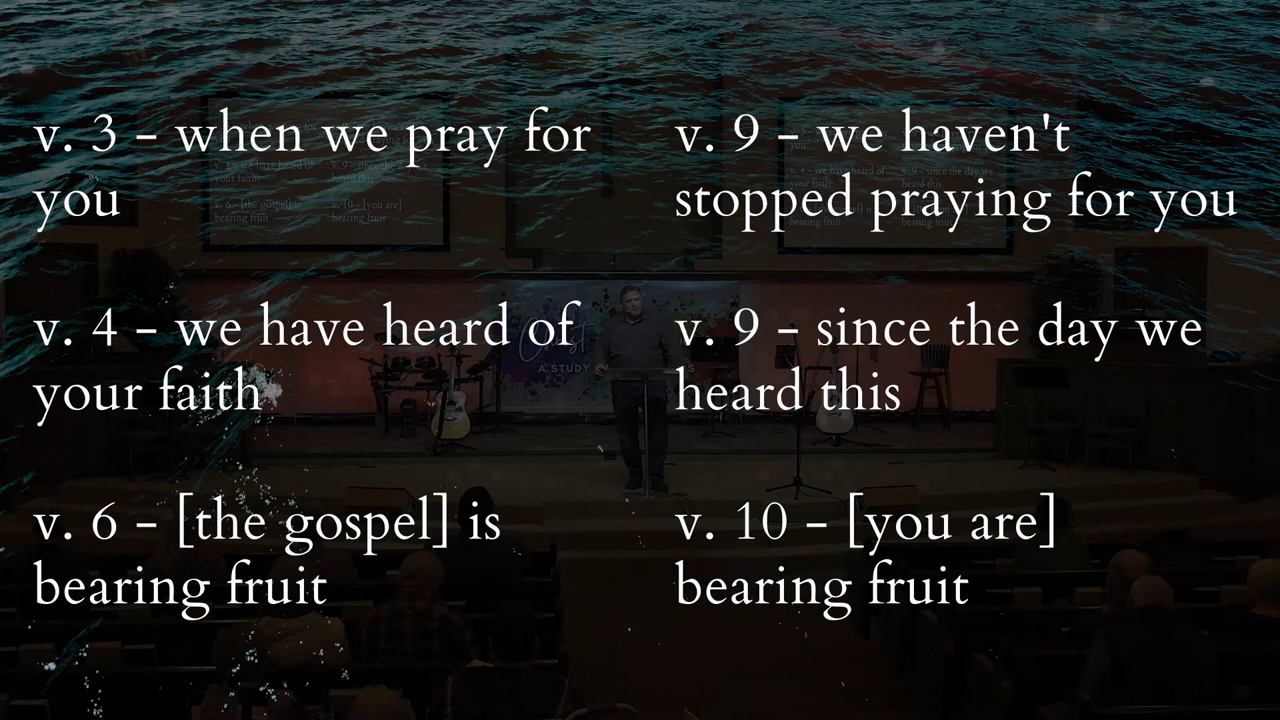 v. 3 - when we pray for
you
v. 4 - we have heard of
your faith
v. 6 - [the gospel] is
bearing fruit
v. 9 - we haven't
stopped praying for you
v. 9 - since the day we
heard this
v. 10 - [you are]
bearing fruit
A STUDY